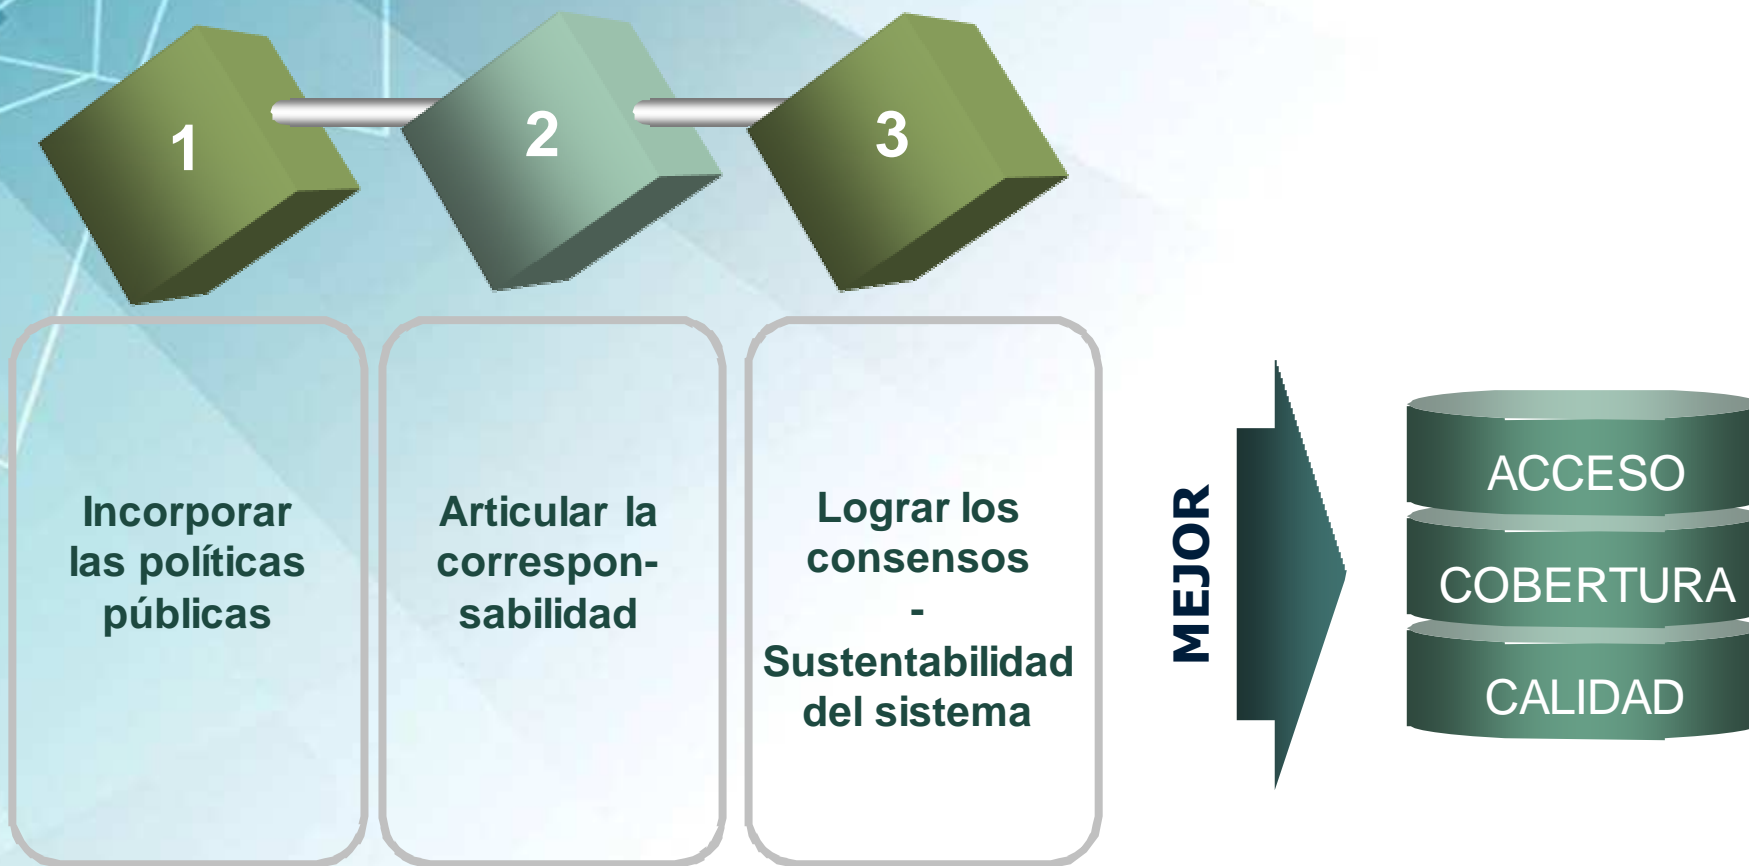 1
2
3
Incorporar
las políticas
públicas
Articular la
correspon-
sabilidad
Lograr los
consensos
-
Sustentabilidad
del sistema
MEJOR
ACCESO
COBERTURA
CALIDAD